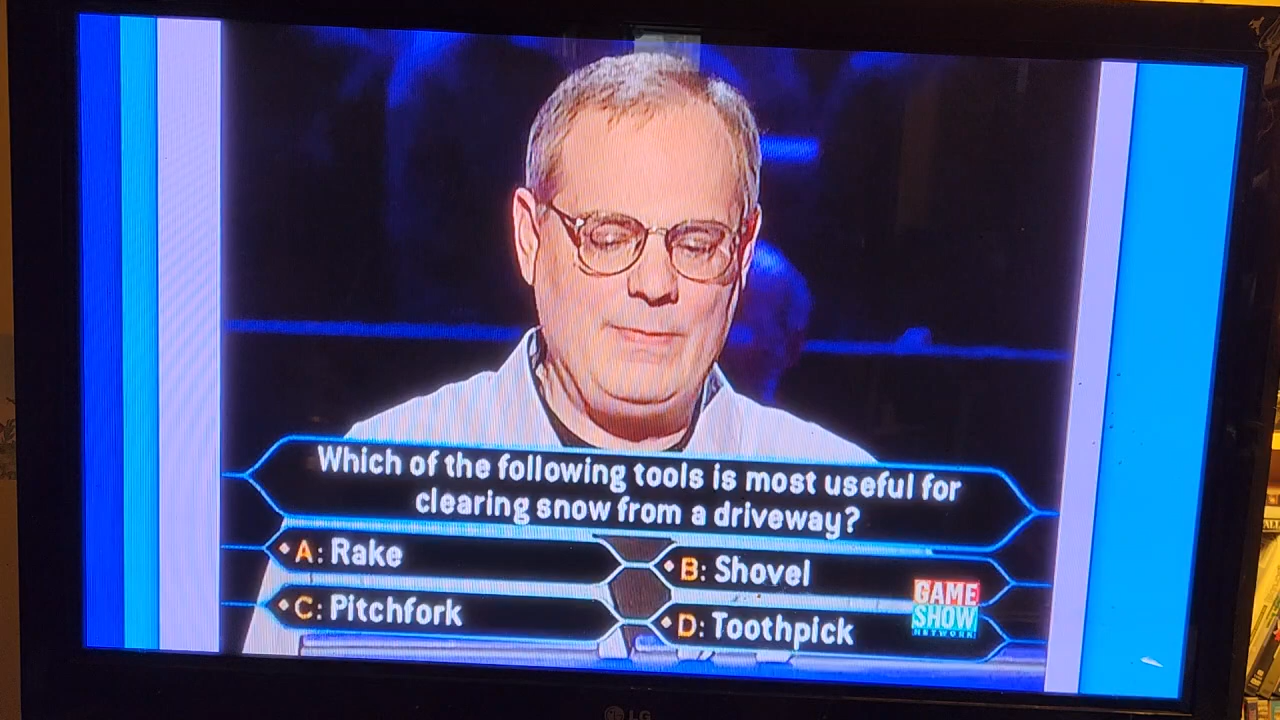 Which of the following tools is most useful for
clearing snow from a driveway?
A: Rake
B: Shovel
C: Pitchfork
D: Toothpick
GAME
SHOW
NETWORK
LG